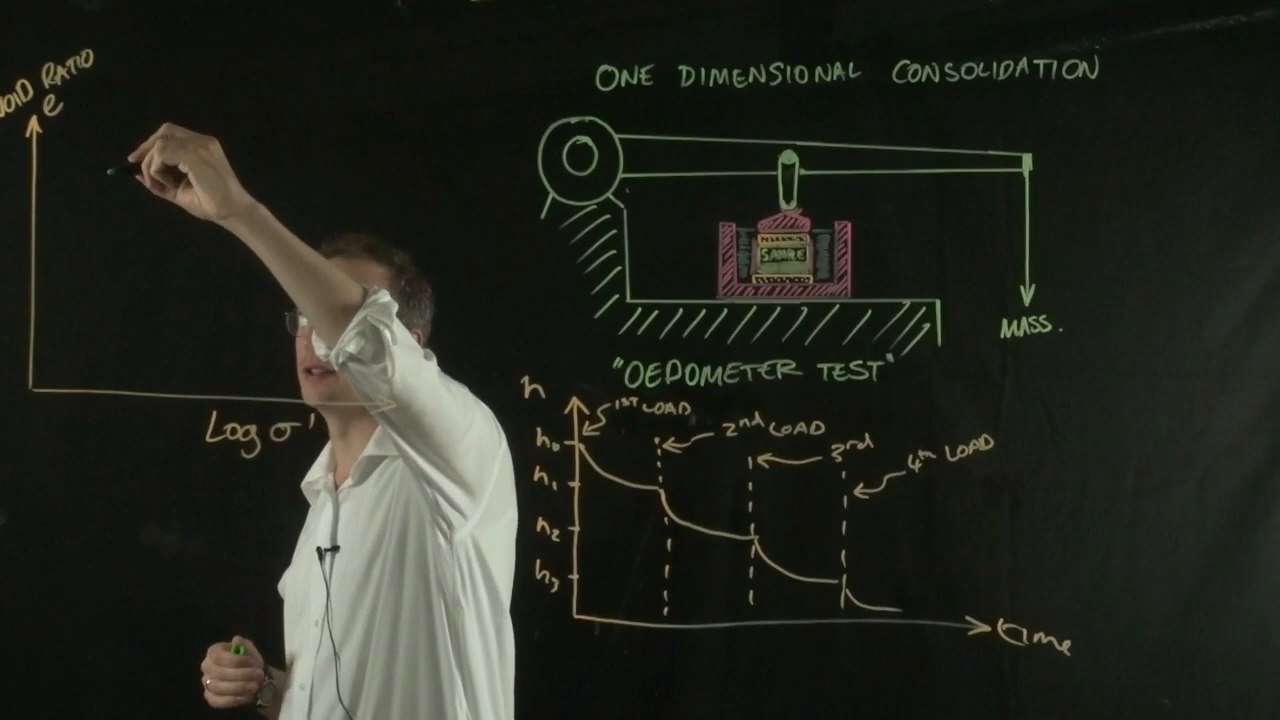 VOID RATIO
e
Log σ'
ONE DIMENSIONAL CONSOLIDATION
SAMPLE
MASS.
"OEDOMETER TEST"
h
1ST LOAD
2nd LOAD
3rd
4th LOAD
h₀
h₁
h₂
h₃
time